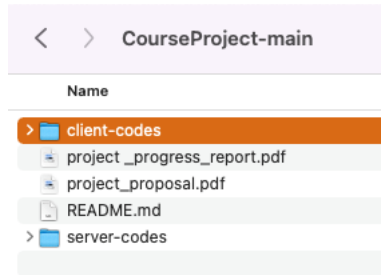 CourseProject-main
Name
client-codes
project _progress_report.pdf
project_proposal.pdf
README.md
server-codes